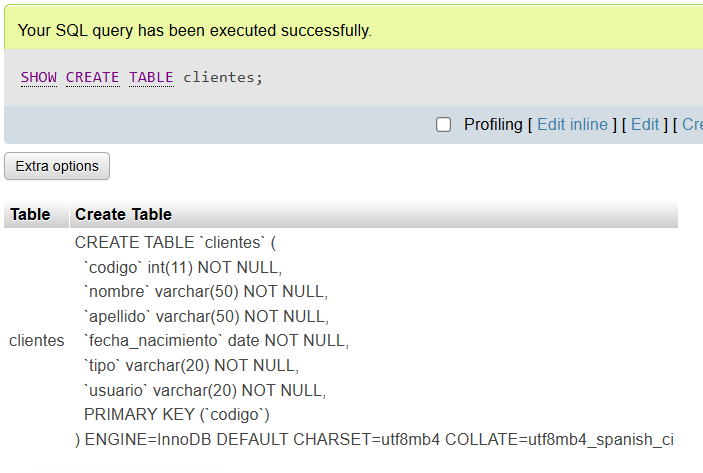 Your SQL query has been executed successfully.
SHOW CREATE TABLE clientes;
Profiling [ Edit inline ] [ Edit ] [ Cre
Extra options
Table Create Table
clientes
CREATE TABLE `clientes` (
`codigo` int(11) NOT NULL,
`nombre` varchar(50) NOT NULL,
`apellido` varchar(50) NOT NULL,
`fecha_nacimiento` date NOT NULL,
`tipo` varchar(20) NOT NULL,
`usuario` varchar(20) NOT NULL,
PRIMARY KEY (`codigo`)
) ENGINE=InnoDB DEFAULT CHARSET=utf8mb4 COLLATE=utf8mb4_spanish_ci